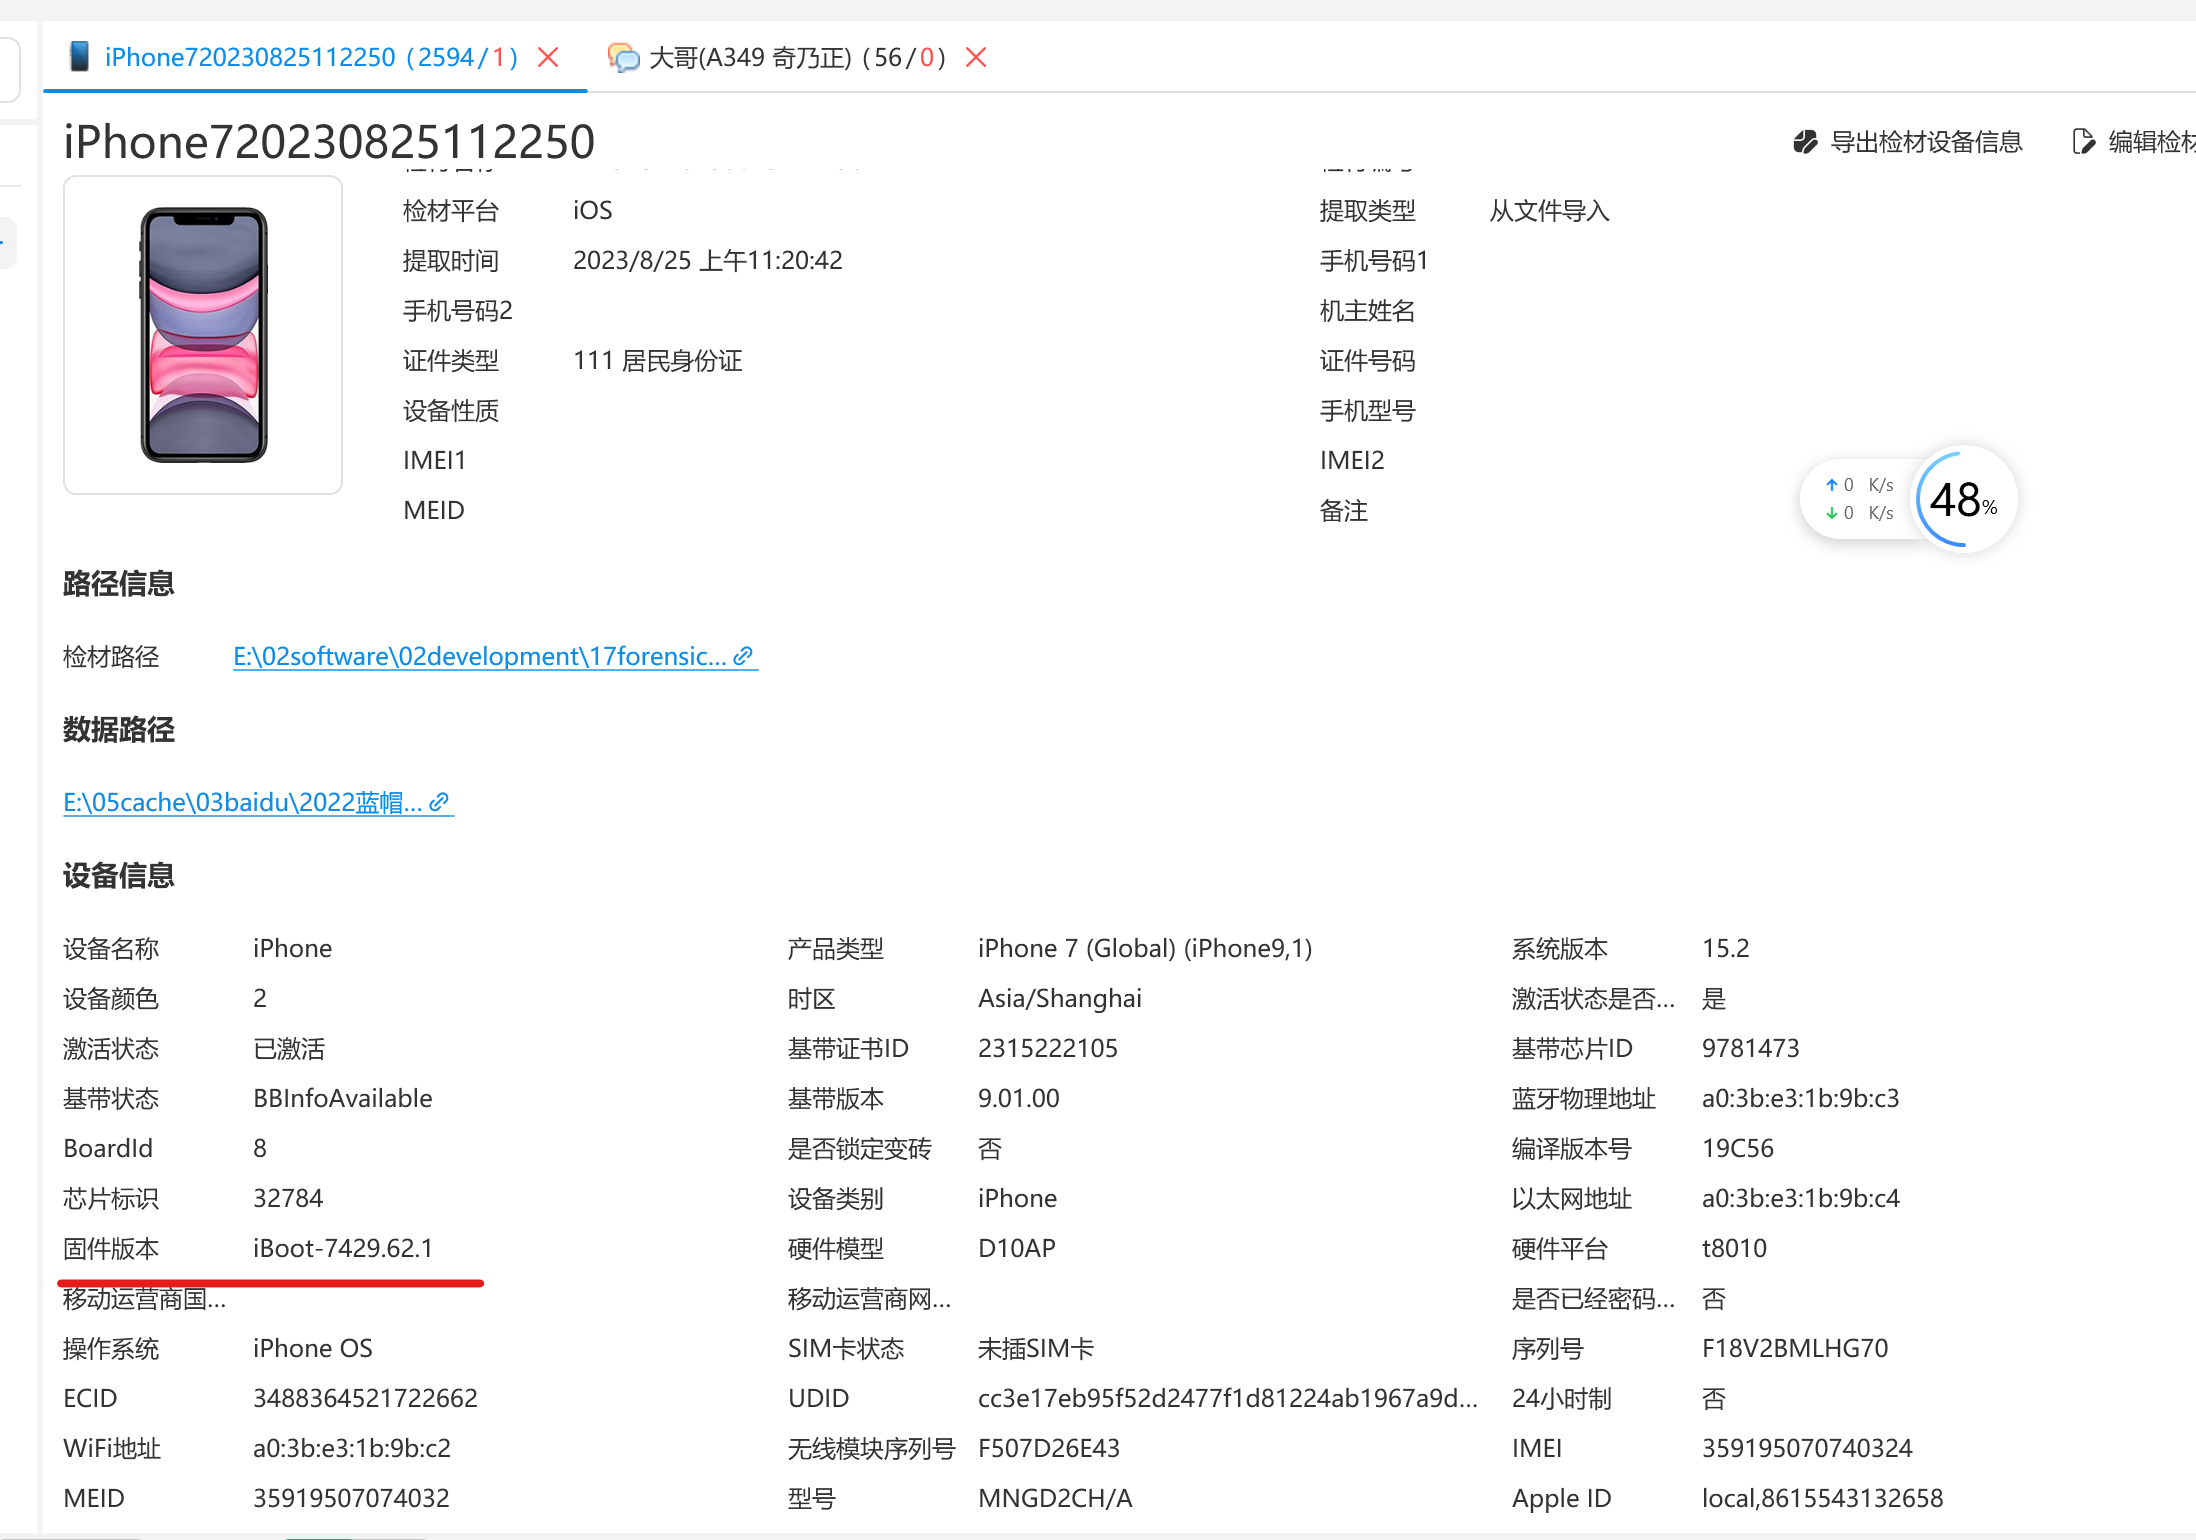 iPhone720230825112250 (2594/1) 大哥(A349 奇乃正) (56/0)
iPhone720230825112250 导出检材设备信息 编辑检材
检材平台 iOS 提取类型 从文件导入
提取时间 2023/8/25 上午11:20:42 手机号码1
手机号码2 机主姓名
证件类型 111 居民身份证 证件号码
设备性质 手机型号
IMEI1 IMEI2
MEID 备注
0 K/s
0 K/s
48%
路径信息
检材路径 E:\02software\02development\17forensic...
数据路径
E:\05cache\03baidu\2022蓝帽...
设备信息
设备名称 iPhone 产品类型 iPhone 7 (Global) (iPhone9,1) 系统版本 15.2
设备颜色 2 时区 Asia/Shanghai 激活状态是否... 是
激活状态 已激活 基带证书ID 2315222105 基带芯片ID 9781473
基带状态 BBInfoAvailable 基带版本 9.01.00 蓝牙物理地址 a0:3b:e3:1b:9b:c3
BoardId 8 是否锁定变砖 否 编译版本号 19C56
芯片标识 32784 设备类别 iPhone 以太网地址 a0:3b:e3:1b:9b:c4
固件版本 iBoot-7429.62.1 硬件模型 D10AP 硬件平台 t8010
移动运营商国... 移动运营商网... 是否已经密码... 否
操作系统 iPhone OS SIM卡状态 未插SIM卡 序列号 F18V2BMLHG70
ECID 3488364521722662 UDID cc3e17eb95f52d2477f1d81224ab1967a9d... 24小时制 否
WiFi地址 a0:3b:e3:1b:9b:c2 无线模块序列号 F507D26E43 IMEI 359195070740324
MEID 35919507074032 型号 MNGD2CH/A Apple ID local,8615543132658